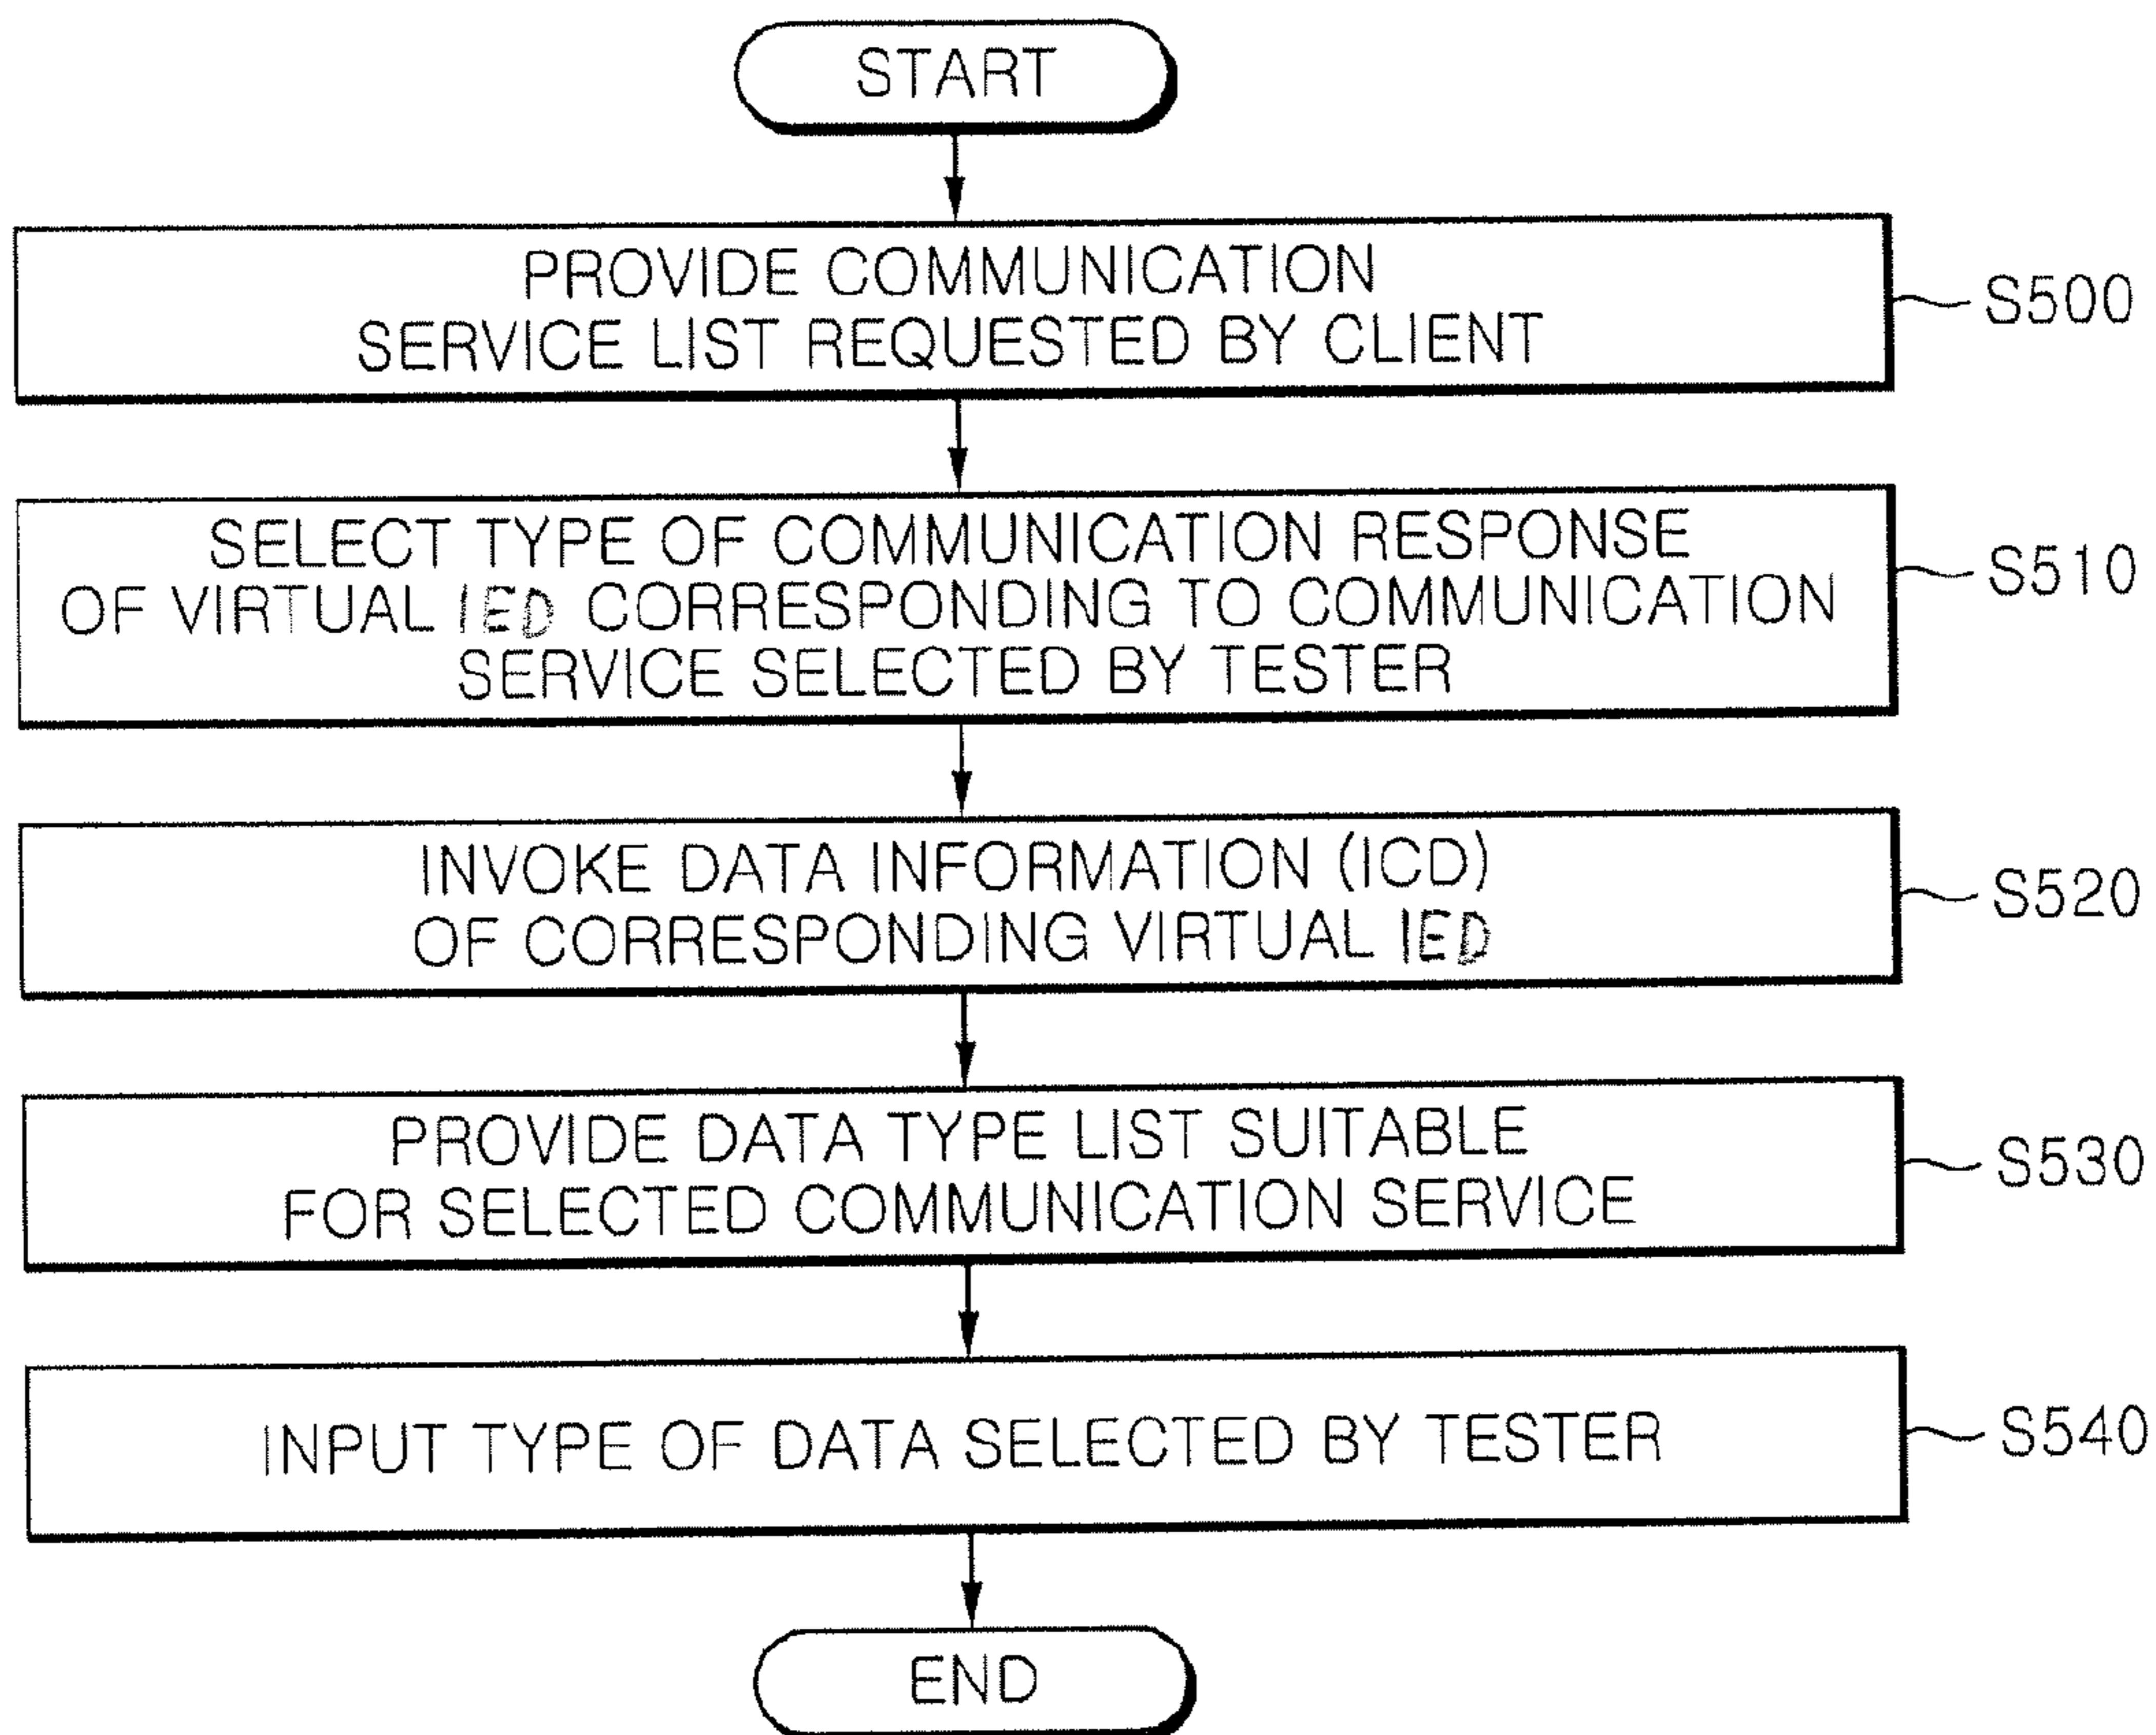 START
PROVIDE COMMUNICATION
SERVICE LIST REQUESTED BY CLIENT
S500
SELECT TYPE OF COMMUNICATION RESPONSE
OF VIRTUAL IED CORRESPONDING TO COMMUNICATION
SERVICE SELECTED BY TESTER
S510
INVOKE DATA INFORMATION (ICD)
OF CORRESPONDING VIRTUAL IED
S520
PROVIDE DATA TYPE LIST SUITABLE
FOR SELECTED COMMUNICATION SERVICE
S530
INPUT TYPE OF DATA SELECTED BY TESTER
S540
END